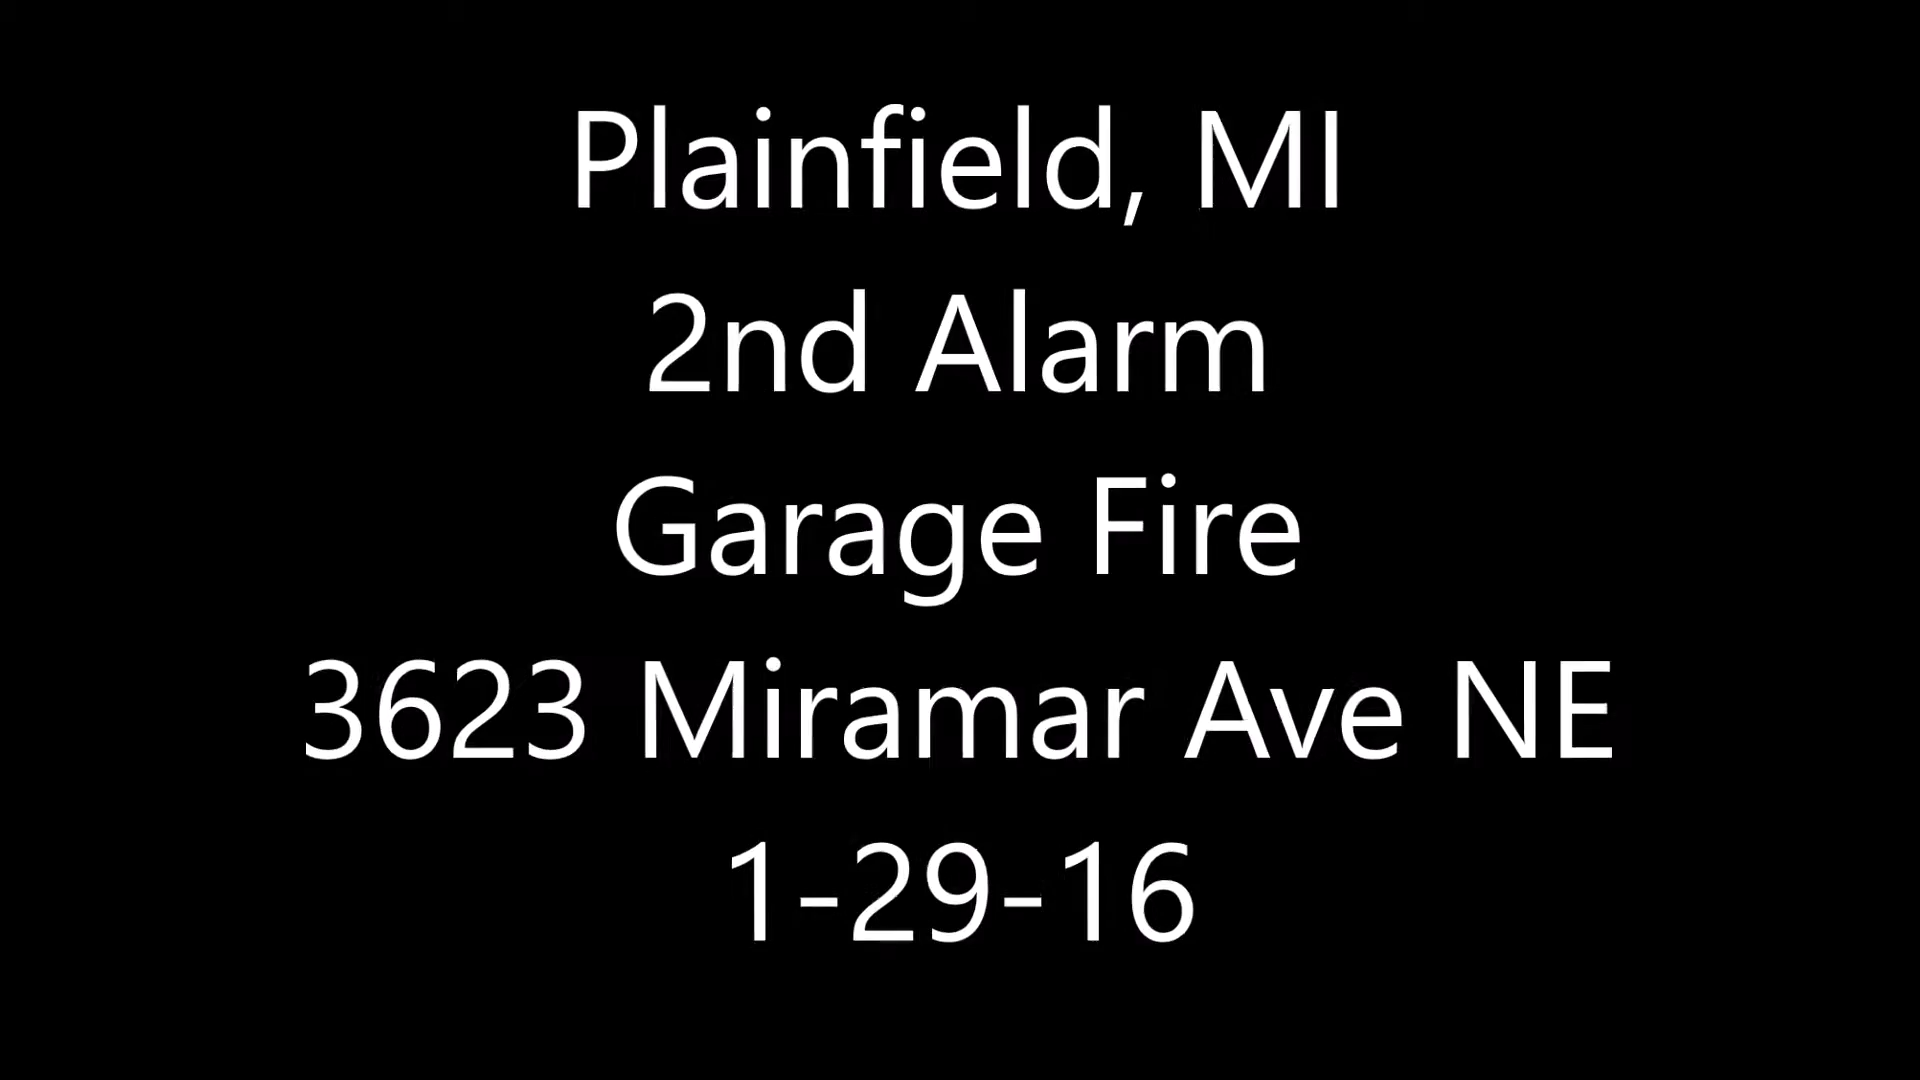 Plainfield, MI
2nd Alarm
Garage Fire
3623 Miramar Ave NE
1-29-16